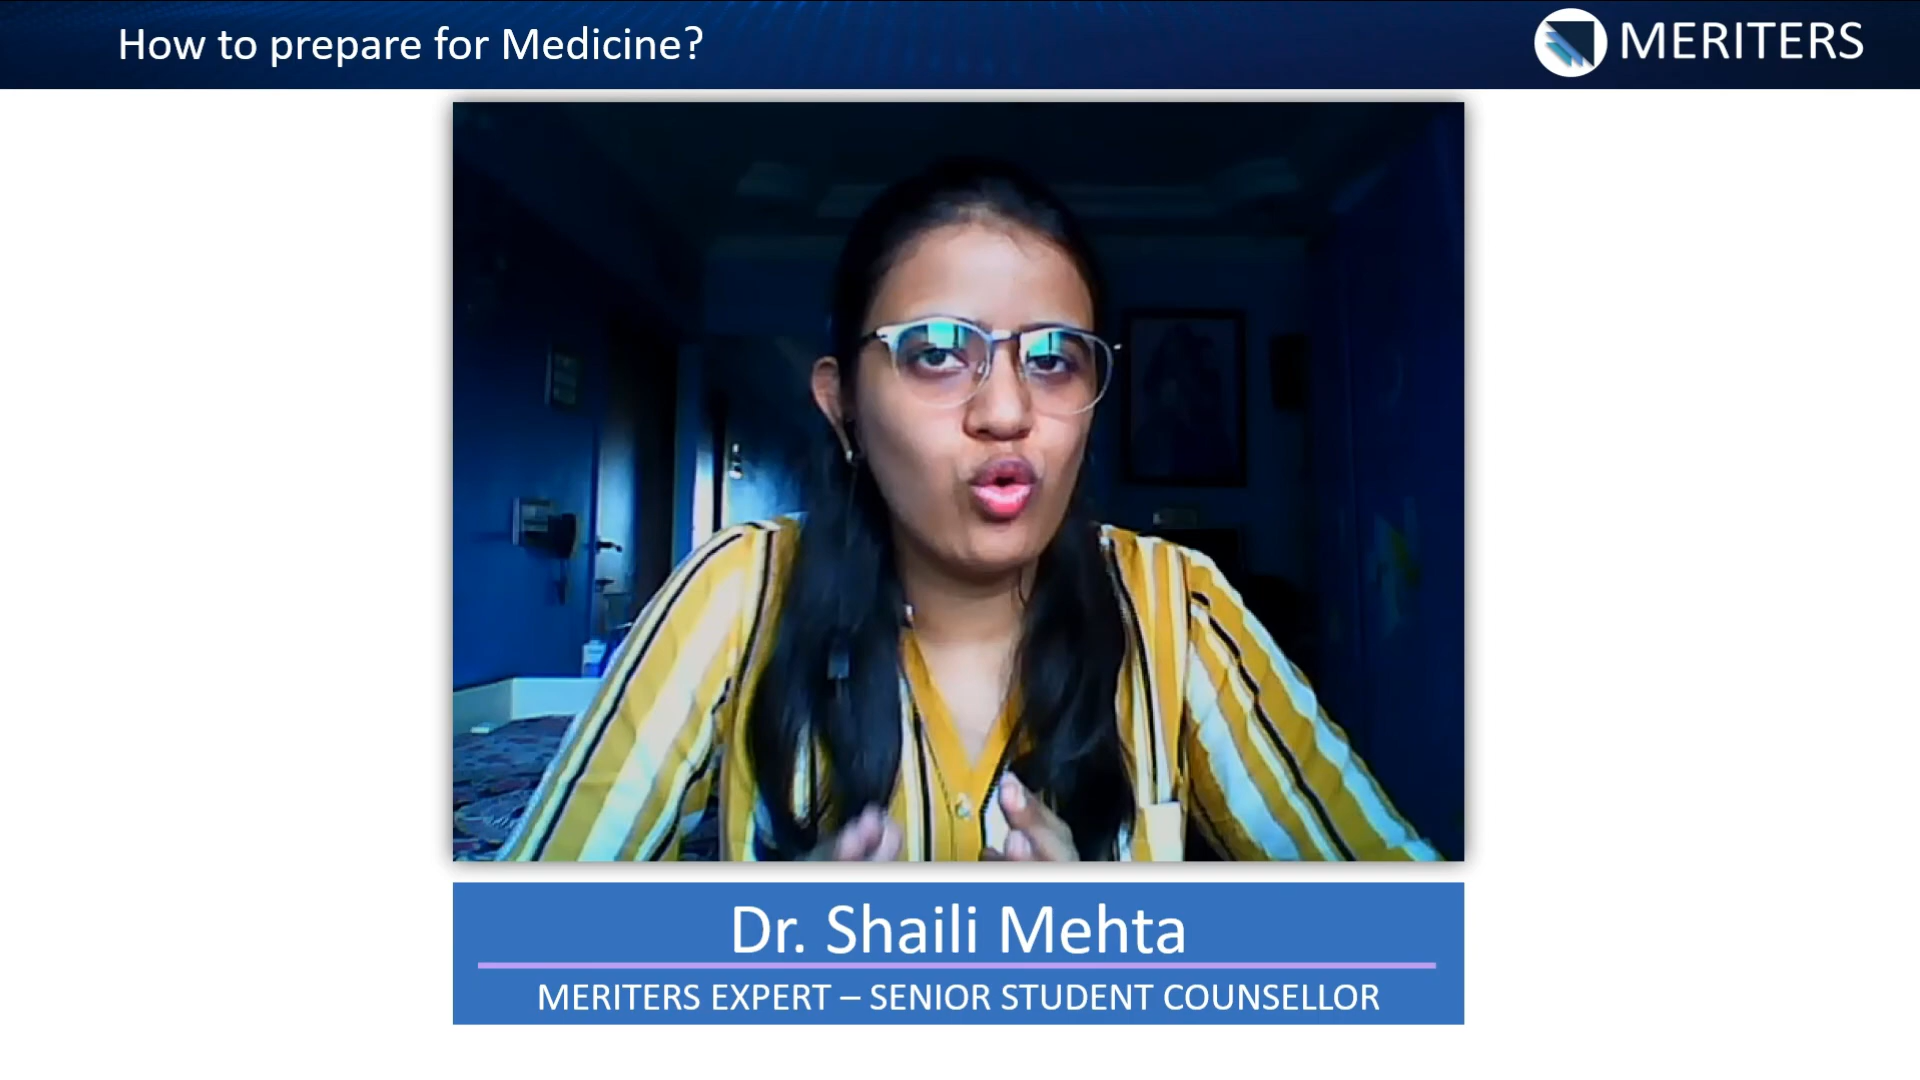 How to prepare for Medicine?
MERITERS
Dr. Shaili Mehta
MERITERS EXPERT – SENIOR STUDENT COUNSELLOR